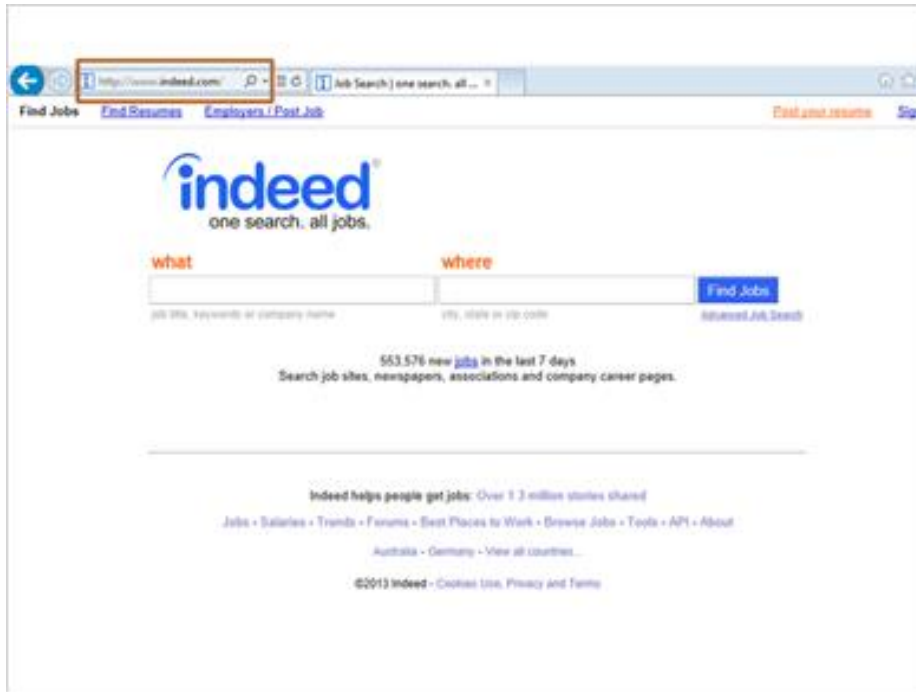 http://www.indeed.com/ Job Search | one search. all ...
Find Jobs Find Resumes Employers / Post Job Post your resume
indeed®
one search. all jobs.
what where
Find Jobs
job title, keywords or company name city, state or zip code Advanced Job Search
553,576 new jobs in the last 7 days
Search job sites, newspapers, associations and company career pages.
Indeed helps people get jobs: Over 1.3 million stories shared
Jobs - Salaries - Trends - Forums - Best Places to Work - Browse Jobs - Tools - API - About
Australia - Germany - View all countries...
©2013 Indeed - Cookies Use, Privacy and Terms